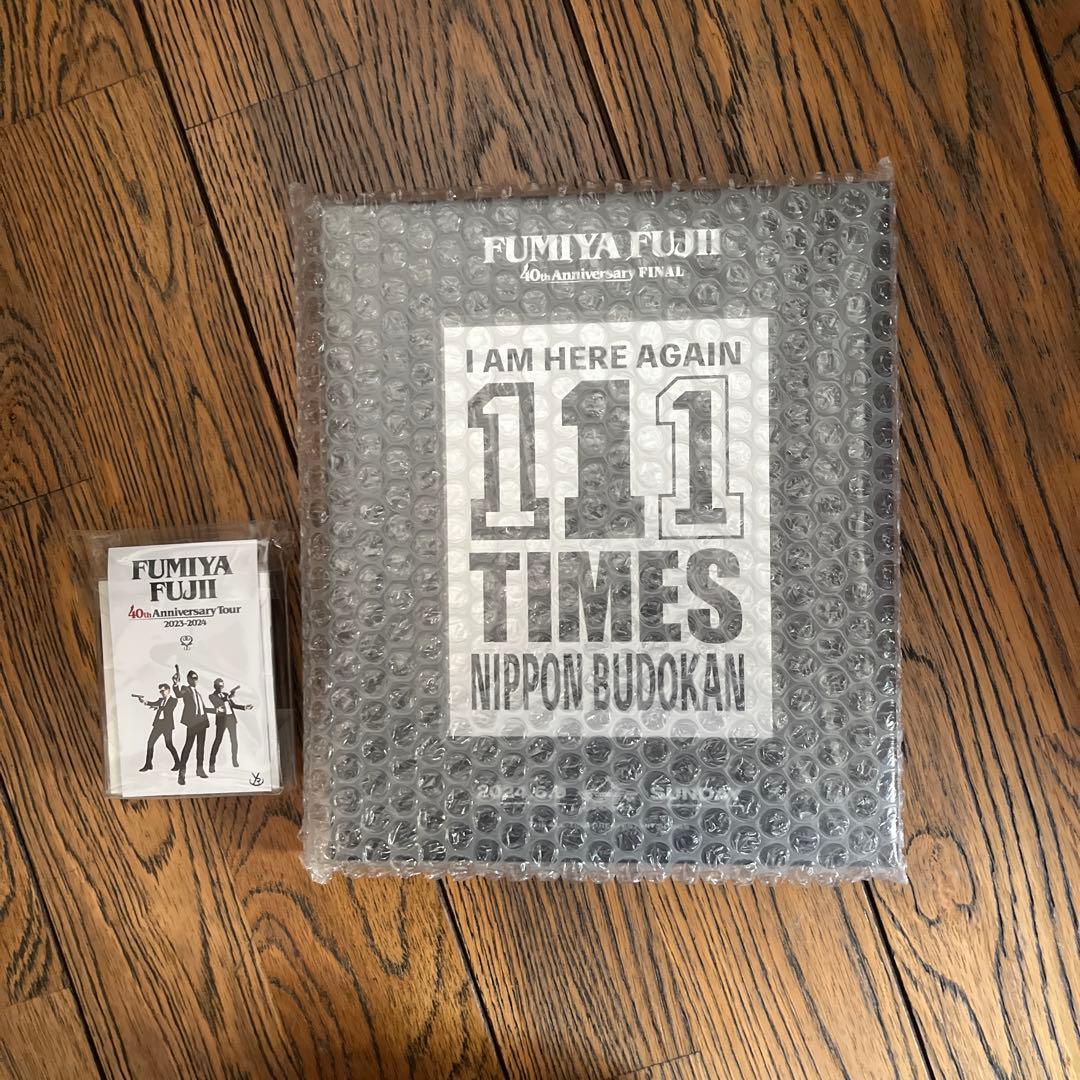 FUMIYA FUJII
40th Anniversary FINAL
I AM HERE AGAIN
111
TIMES
NIPPON BUDOKAN
SUNDAY
FUMIYA
FUJII
40th Anniversary Tour
2023-2024